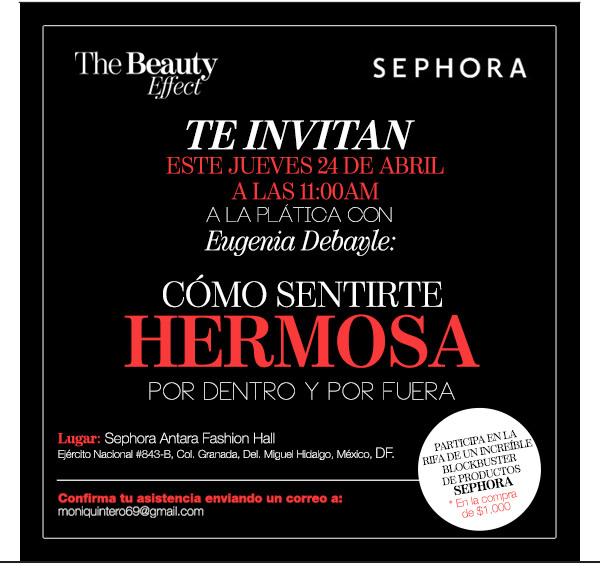 The Beauty
Effect
SEPHORA
TE INVITAN
ESTE JUEVES 24 DE ABRIL
A LAS 11:00AM
A LA PLÁTICA CON
Eugenia Debayle:
CÓMO SENTIRTE
HERMOSA
POR DENTRO Y POR FUERA
Lugar: Sephora Antara Fashion Hall
Ejército Nacional #843-B, Col. Granada, Del. Miguel Hidalgo, México, DF.
Confirma tu asistencia enviando un correo a:
moniquintero69@gmail.com
PARTICIPA EN LA
RIFA DE UN INCREÍBLE
BLOCKBUSTER
DE PRODUCTOS
SEPHORA
* En la compra
de $1,000